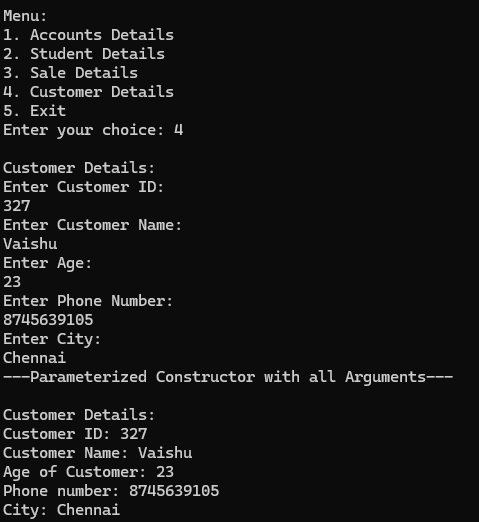 Menu:
1. Accounts Details
2. Student Details
3. Sale Details
4. Customer Details
5. Exit
Enter your choice: 4
Customer Details:
Enter Customer ID:
327
Enter Customer Name:
Vaishu
Enter Age:
23
Enter Phone Number:
8745639105
Enter City:
Chennai
---Parameterized Constructor with all Arguments---
Customer Details:
Customer ID: 327
Customer Name: Vaishu
Age of Customer: 23
Phone number: 8745639105
City: Chennai